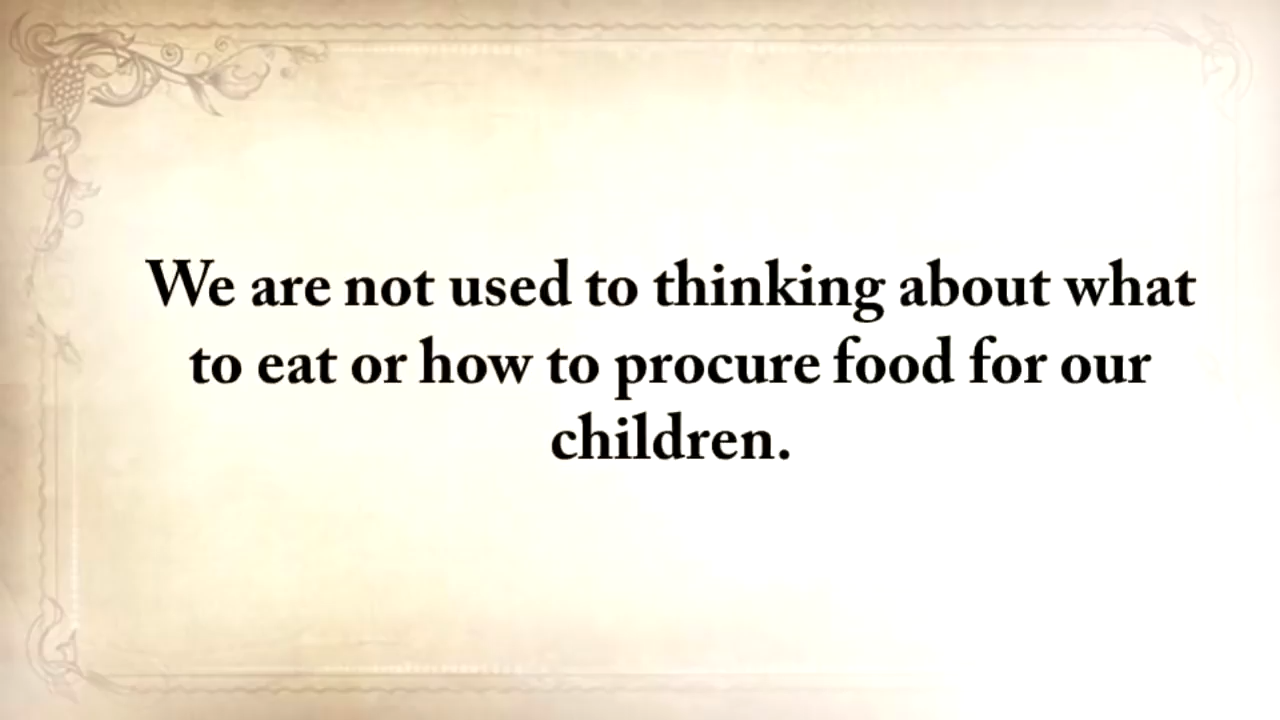 We are not used to thinking about what
to eat or how to procure food for our
children.